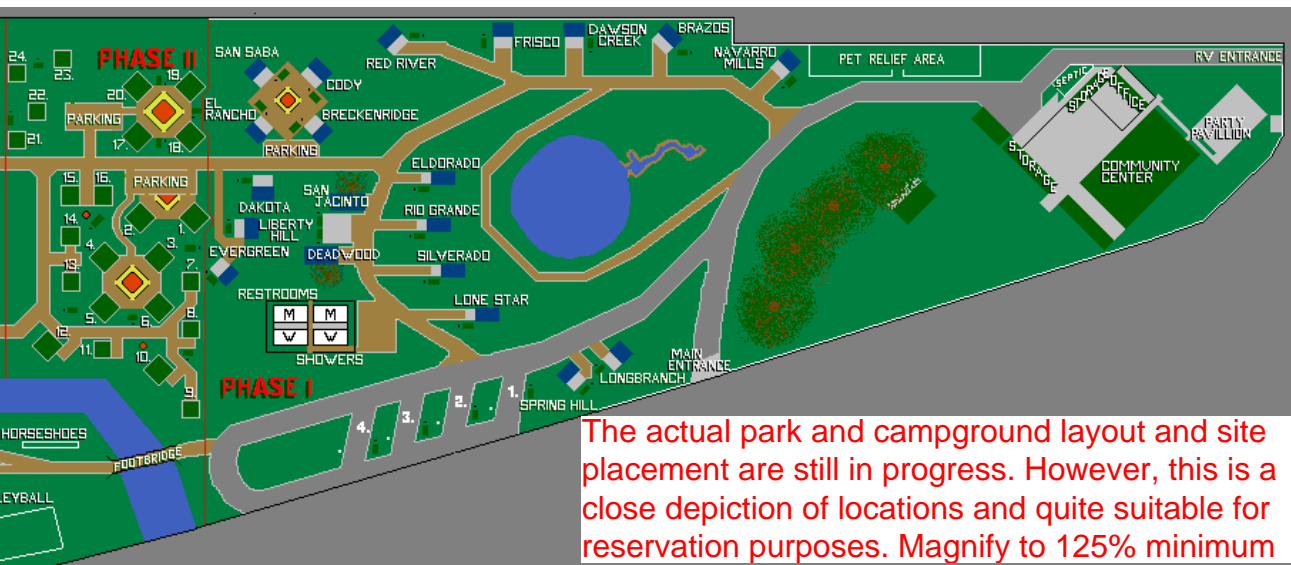 24.
23.
22.
21.
PHASE II
19.
20.
PARKING
17.
18.
SAN SABA
CODY
EL
RANCHO
BRECKENRIDGE
PARKING
RED RIVER
FRISCO
DAWSON
CREEK
BRAZOS
NAVARRO
MILLS
PET RELIEF AREA
RV ENTRANCE
SEPTIC
STORAGE
OFFICE
STORAGE
PARTY
PAVILLION
COMMUNITY
CENTER
15.
16.
PARKING
14.
2.
1.
4.
3.
13.
7.
5.
6.
8.
12.
11.
10.
9.
DAKOTA
SAN
JACINTO
LIBERTY
HILL
EVERGREEN
DEADWOOD
ELDORADO
RIO GRANDE
SILVERADO
LONE STAR
RESTROOMS
M M
W W
SHOWERS
PHASE I
MAIN
ENTRANCE
LONGBRANCH
SPRING HILL
1.
2.
3.
4.
HORSESHOES
FOOTBRIDGE
LEYBALL
The actual park and campground layout and site
placement are still in progress. However, this is a
close depiction of locations and quite suitable for
reservation purposes. Magnify to 125% minimum